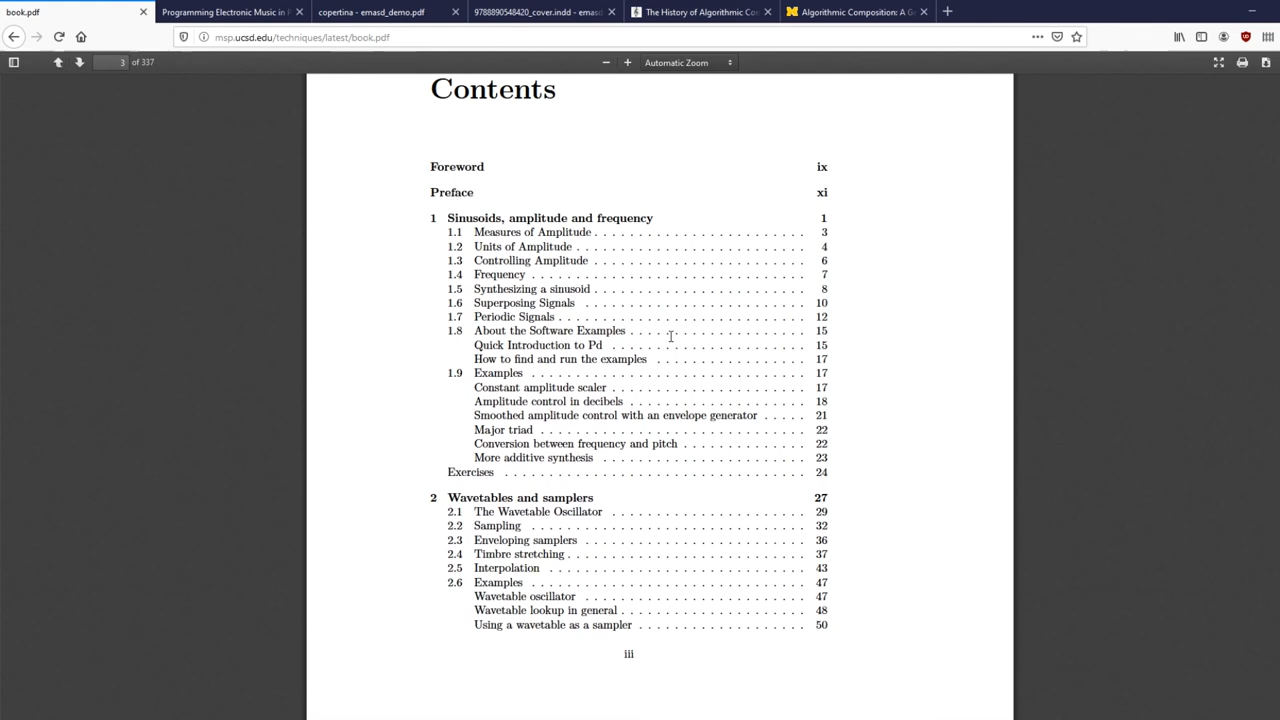 book.pdf
Programming Electronic Music in P
copertina - emasd_demo.pdf
9788890548420_cover.indd - emasd
The History of Algorithmic Co
Algorithmic Composition: A G
msp.ucsd.edu/techniques/latest/book.pdf
3 of 337
Automatic Zoom
Contents
Foreword ix
Preface xi
1 Sinusoids, amplitude and frequency 1
1.1 Measures of Amplitude . . . . . . . . . . . . . . . . . . . . . . . . 3
1.2 Units of Amplitude . . . . . . . . . . . . . . . . . . . . . . . . . . 4
1.3 Controlling Amplitude . . . . . . . . . . . . . . . . . . . . . . . . 6
1.4 Frequency . . . . . . . . . . . . . . . . . . . . . . . . . . . . . . . 7
1.5 Synthesizing a sinusoid . . . . . . . . . . . . . . . . . . . . . . . . 8
1.6 Superposing Signals . . . . . . . . . . . . . . . . . . . . . . . . . 10
1.7 Periodic Signals . . . . . . . . . . . . . . . . . . . . . . . . . . . . 12
1.8 About the Software Examples . . . . . . . . . . . . . . . . . . . . 15
Quick Introduction to Pd . . . . . . . . . . . . . . . . . . . . . . 15
How to find and run the examples . . . . . . . . . . . . . . . . . 17
1.9 Examples . . . . . . . . . . . . . . . . . . . . . . . . . . . . . . . 17
Constant amplitude scaler . . . . . . . . . . . . . . . . . . . . . . 17
Amplitude control in decibels . . . . . . . . . . . . . . . . . . . . 18
Smoothed amplitude control with an envelope generator . . . . . 21
Major triad . . . . . . . . . . . . . . . . . . . . . . . . . . . . . . 22
Conversion between frequency and pitch . . . . . . . . . . . . . . 22
More additive synthesis . . . . . . . . . . . . . . . . . . . . . . . 23
Exercises . . . . . . . . . . . . . . . . . . . . . . . . . . . . . . . . 24
2 Wavetables and samplers 27
2.1 The Wavetable Oscillator . . . . . . . . . . . . . . . . . . . . . . 29
2.2 Sampling . . . . . . . . . . . . . . . . . . . . . . . . . . . . . . . 32
2.3 Enveloping samplers . . . . . . . . . . . . . . . . . . . . . . . . . 36
2.4 Timbre stretching . . . . . . . . . . . . . . . . . . . . . . . . . . . 37
2.5 Interpolation . . . . . . . . . . . . . . . . . . . . . . . . . . . . . 43
2.6 Examples . . . . . . . . . . . . . . . . . . . . . . . . . . . . . . . 47
Wavetable oscillator . . . . . . . . . . . . . . . . . . . . . . . . . 47
Wavetable lookup in general . . . . . . . . . . . . . . . . . . . . . 48
Using a wavetable as a sampler . . . . . . . . . . . . . . . . . . . 50
iii